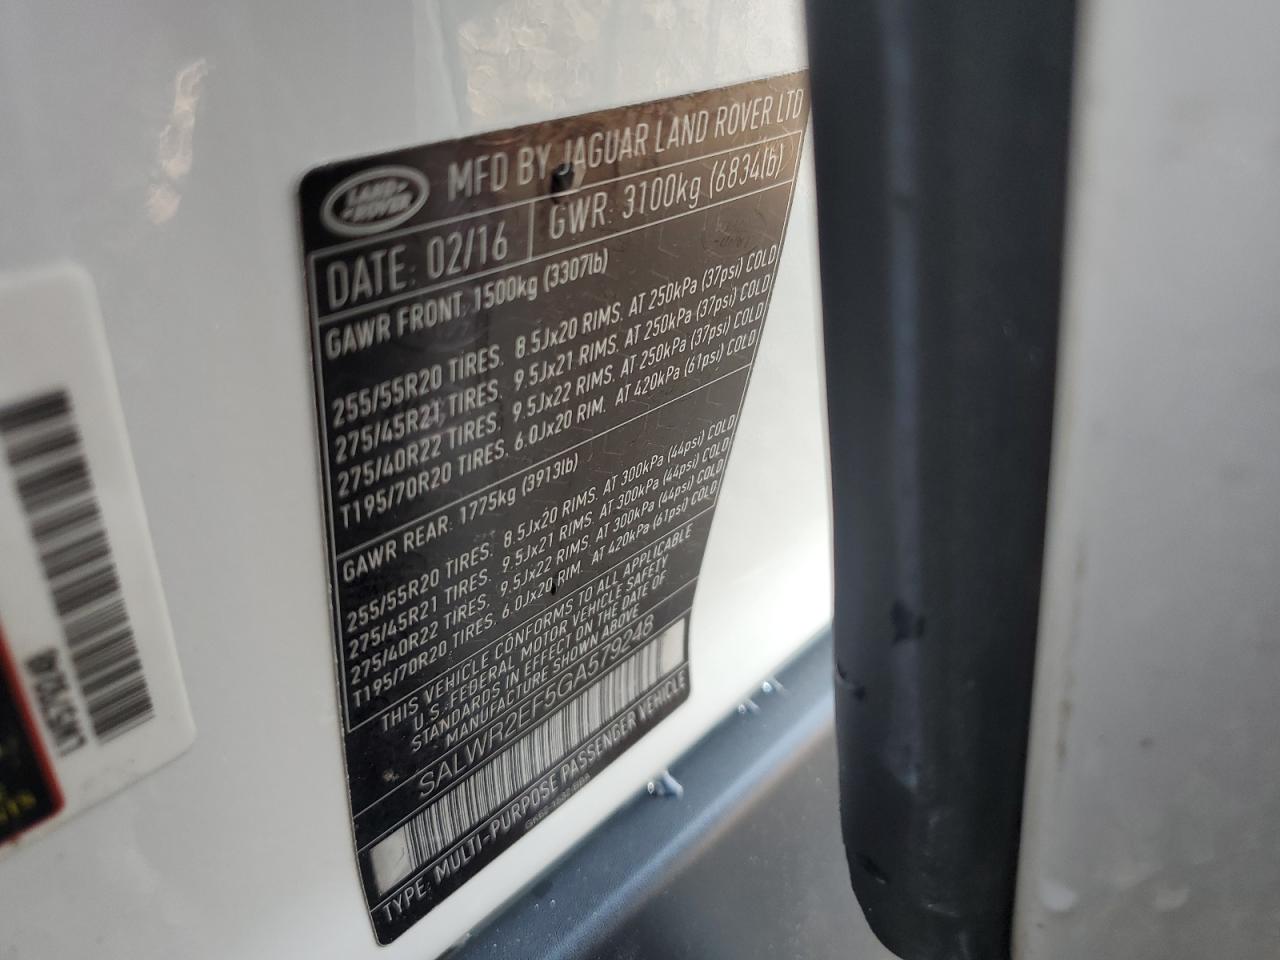 LAND-
-ROVER
MFD BY JAGUAR LAND ROVER LTD
DATE: 02/16
GWR: 3100kg (6834lb)
GAWR FRONT. 1500kg (3307lb)
255/55R20 TIRES. 8.5Jx20 RIMS. AT 250kPa (37psi) COLD
275/45R21 TIRES. 9.5Jx21 RIMS. AT 250kPa (37psi) COLD
275/40R22 TIRES. 9.5Jx22 RIMS. AT 250kPa (37psi) COLD
T195/70R20 TIRES. 6.0Jx20 RIM. AT 420kPa (61psi) COLD
GAWR REAR: 1775kg (3913lb)
255/55R20 TIRES. 8.5Jx20 RIMS. AT 300kPa (44psi) COLD
275/45R21 TIRES. 9.5Jx21 RIMS. AT 300kPa (44psi) COLD
275/40R22 TIRES. 9.5Jx22 RIMS. AT 300kPa (44psi) COLD
T195/70R20 TIRES. 6.0Jx20 RIM. AT 420kPa (61psi) COLD
THIS VEHICLE CONFORMS TO ALL APPLICABLE
U.S. FEDERAL MOTOR VEHICLE SAFETY
STANDARDS IN EFFECT ON THE DATE OF
MANUFACTURE SHOWN ABOVE
SALWR2EF5GA579248
TYPE: MULTI-PURPOSE PASSENGER VEHICLE